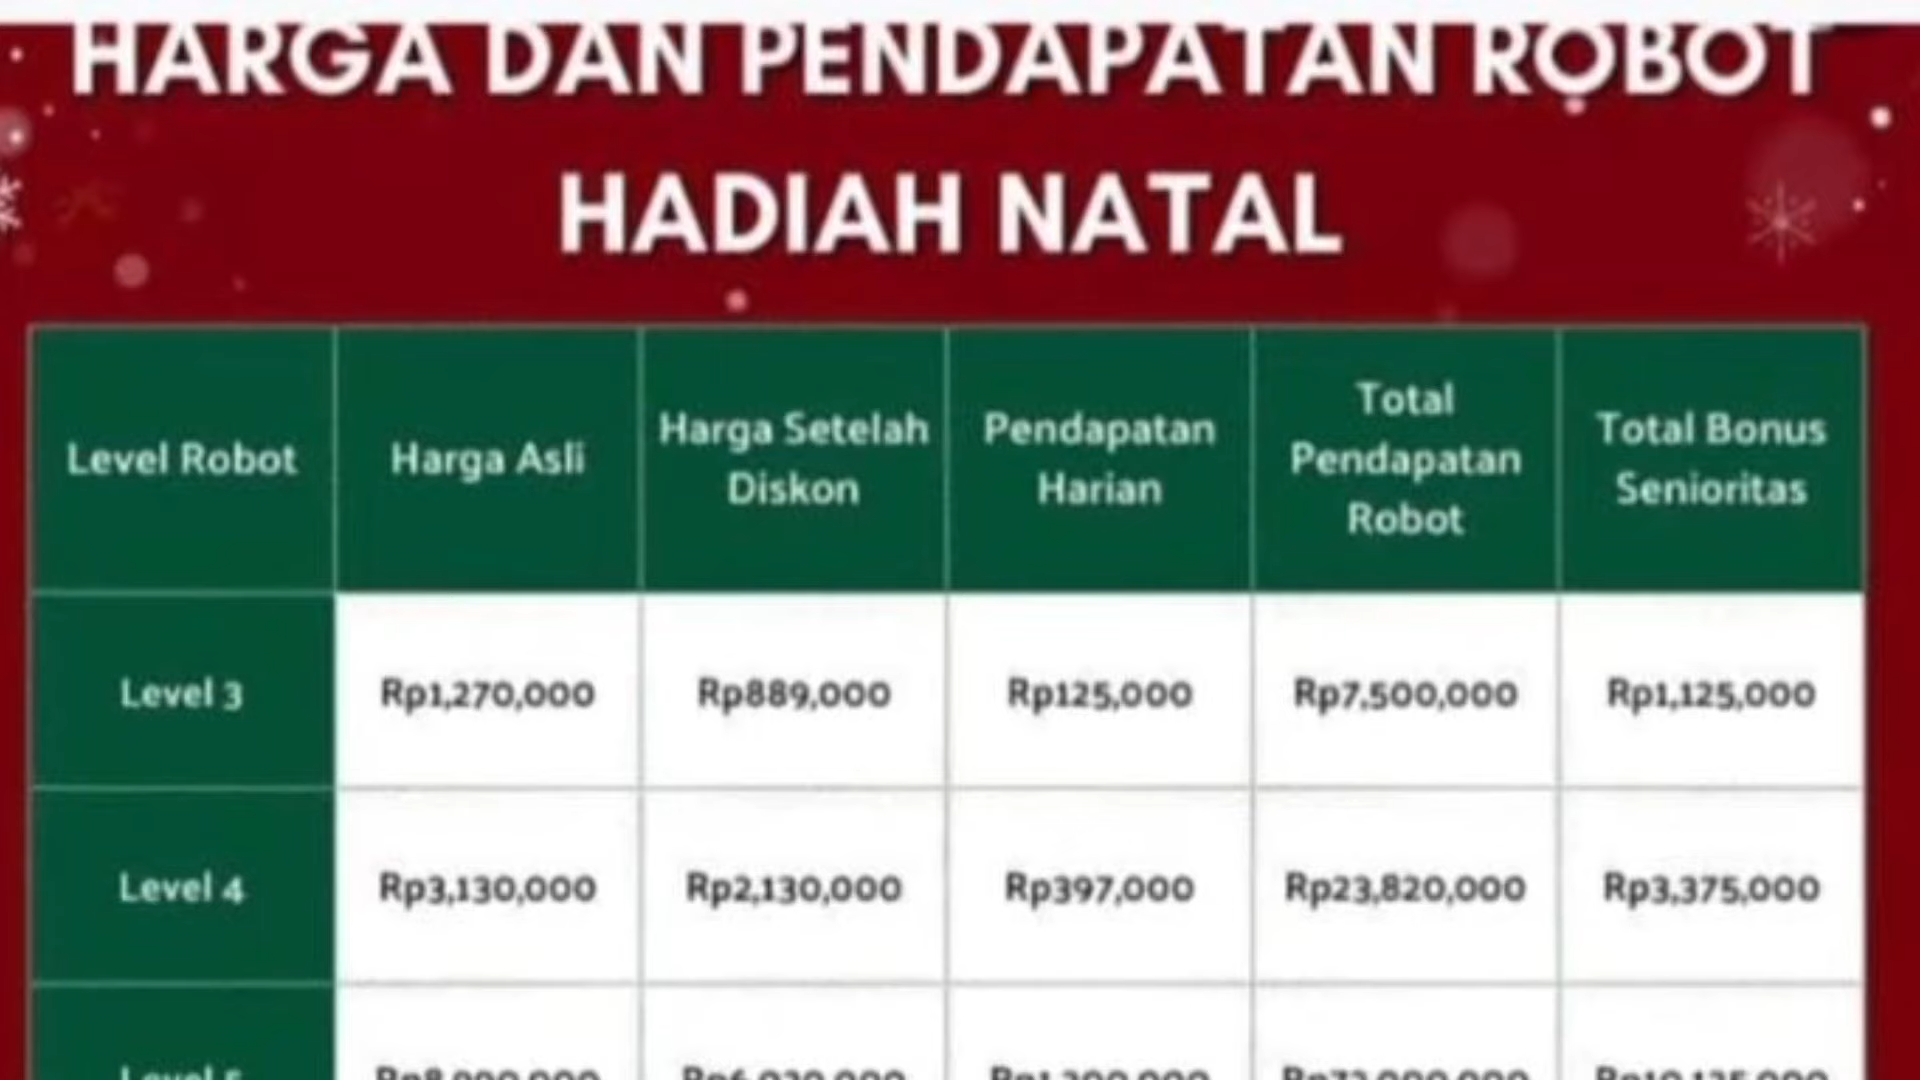 HARGA DAN PENDAPATAN ROBOT
HADIAH NATAL
Level Robot
Harga Asli
Harga Setelah
Diskon
Pendapatan
Harian
Total
Pendapatan
Robot
Total Bonus
Senioritas
Level 3
Rp1,270,000
Rp889,000
Rp125,000
Rp7,500,000
Rp1,125,000
Level 4
Rp3,130,000
Rp2,130,000
Rp397,000
Rp23,820,000
Rp3,375,000
Level 5